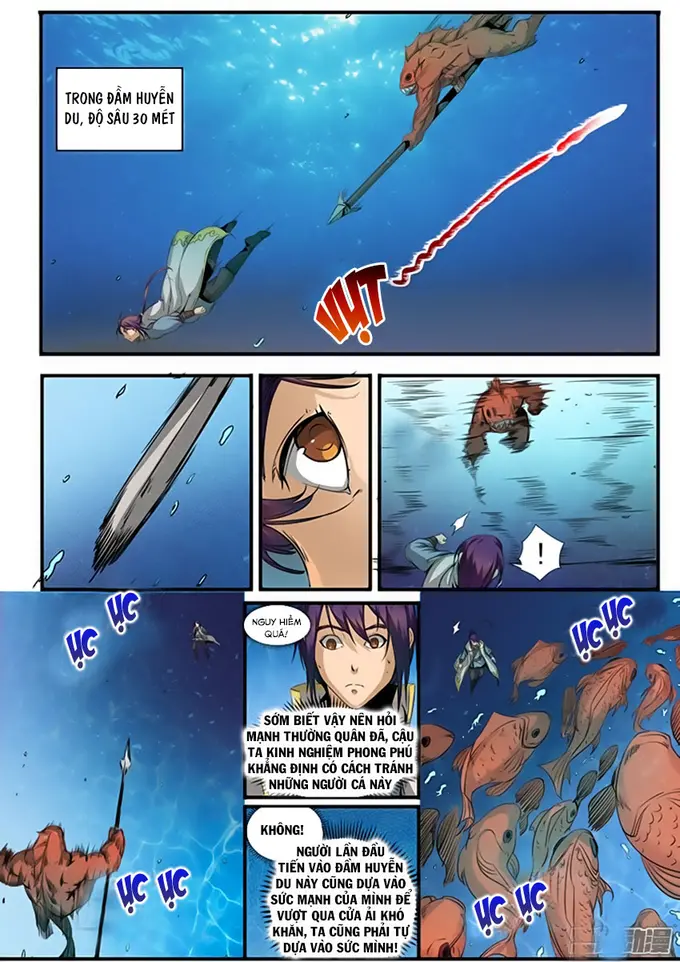 TRONG ĐẦM HUYỄN
DU, ĐỘ SÂU 30 MÉT
VỤT
!
ỤC ỤC
ỤC ỤC
NGUY HIỂM
QUÁ!
SỚM BIẾT VẬY NÊN HỎI
MẠNH THƯỜNG QUÂN ĐÃ, CẬU
TA KINH NGHIỆM PHONG PHÚ
KHẲNG ĐỊNH CÓ CÁCH TRÁNH
NHỮNG NGƯỜI CÁ NÀY
KHÔNG!
NGƯỜI LẦN ĐẦU
TIẾN VÀO ĐẦM HUYỄN
DU NÀY CŨNG DỰA VÀO
SỨC MẠNH CỦA MÌNH ĐỂ
VƯỢT QUA CỬA ẢI KHÓ
KHĂN, TA CŨNG PHẢI TỰ
DỰA VÀO SỨC MÌNH!
ỤC ỤC
ỤC ỤC